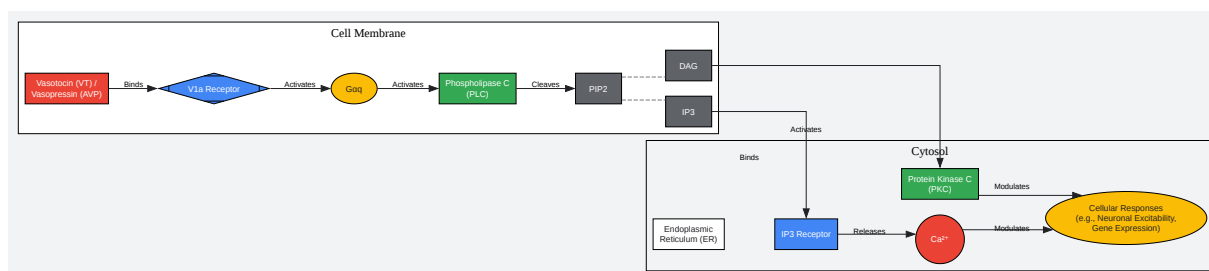 Cell Membrane
Vasotocin (VT) /
Vasopressin (AVP)
Binds
V1a Receptor
Activates
Gαq
Activates
Phospholipase C
(PLC)
Cleaves
PIP2
DAG
IP3
Activates
Binds
Cytosol
Protein Kinase C
(PKC)
Modulates
Cellular Responses
(e.g., Neuronal Excitability,
Gene Expression)
Endoplasmic
Reticulum (ER)
IP3 Receptor
Releases
Ca²⁺
Modulates